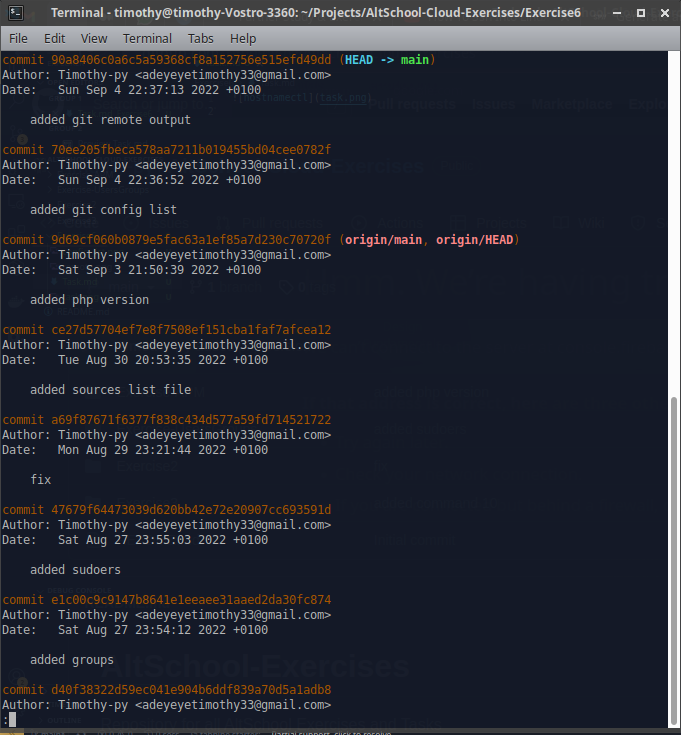 Terminal - timothy@timothy-Vostro-3360: ~/Projects/AltSchool-Cloud-Exercises/Exercise6
File Edit View Terminal Tabs Help
commit 90a8406c0a6c5a59368cf8a152756e515efd49dd (HEAD -> main)
Author: Timothy-py <adeyeyetimothy33@gmail.com>
Date:   Sun Sep 4 22:37:13 2022 +0100
added git remote output
commit 70ee205fbeca578aa7211b019455bd04cee0782f
Author: Timothy-py <adeyeyetimothy33@gmail.com>
Date:   Sun Sep 4 22:36:52 2022 +0100
added git config list
commit 9d69cf060b0879e5fac63a1ef85a7d230c70720f (origin/main, origin/HEAD)
Author: Timothy-py <adeyeyetimothy33@gmail.com>
Date:   Sat Sep 3 21:50:39 2022 +0100
added php version
commit ce27d57704ef7e8f7508ef151cba1faf7afcea12
Author: Timothy-py <adeyeyetimothy33@gmail.com>
Date:   Tue Aug 30 20:53:35 2022 +0100
added sources list file
commit a69f87671f6377f838c434d577a59fd714521722
Author: Timothy-py <adeyeyetimothy33@gmail.com>
Date:   Mon Aug 29 23:21:44 2022 +0100
fix
commit 47679f64473039d620bb42e72e20907cc693591d
Author: Timothy-py <adeyeyetimothy33@gmail.com>
Date:   Sat Aug 27 23:55:03 2022 +0100
added sudoers
commit e1c00c9c9147b8641e1eeaee31aaed2da30fc874
Author: Timothy-py <adeyeyetimothy33@gmail.com>
Date:   Sat Aug 27 23:54:12 2022 +0100
added groups
AltSchool-Exercises
commit d40f38322d59ec041e904b6ddf839a70d5a1adb8
Author: Timothy-py <adeyeyetimothy33@gmail.com>
: